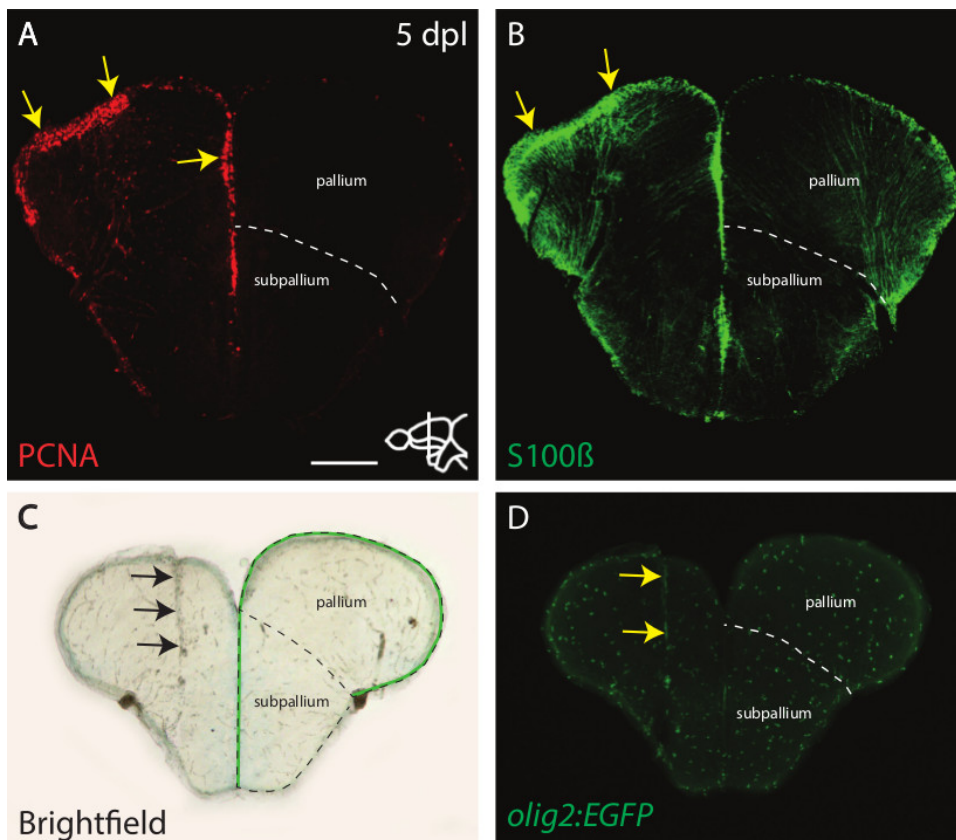 A
5 dpl
pallium
subpallium
PCNA
B
pallium
subpallium
S100ß
C
pallium
subpallium
Brightfield
D
pallium
subpallium
olig2:EGFP